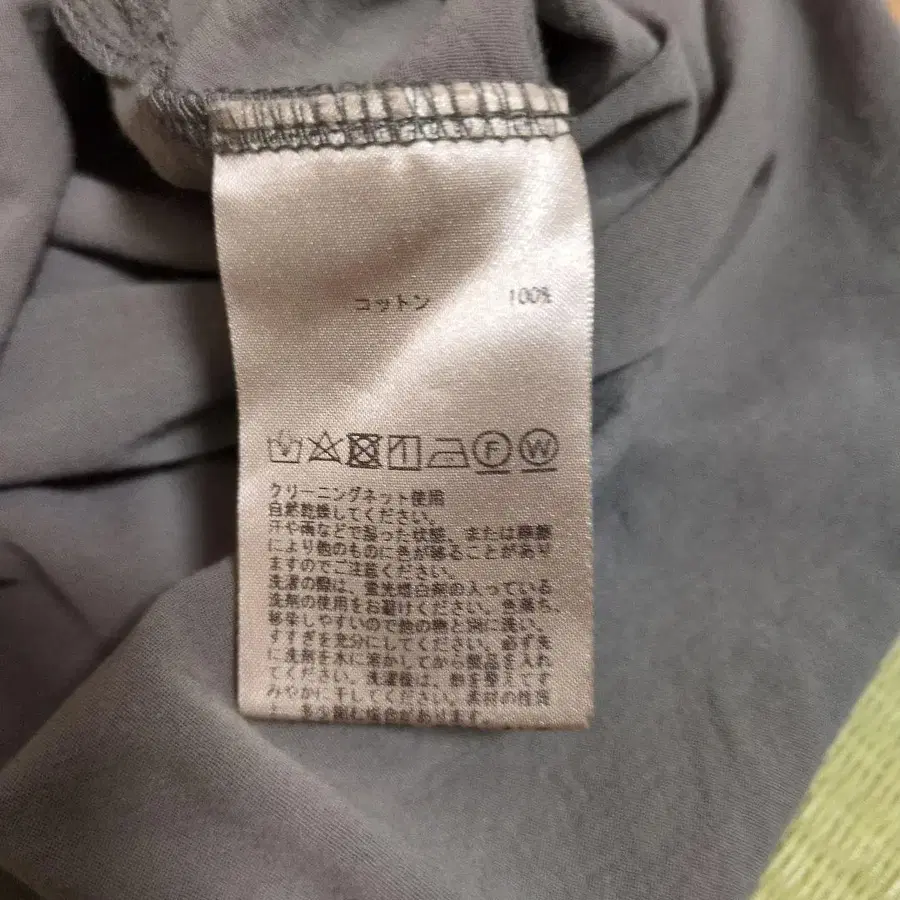 コットン 100%
F W
クリーニングネット使用
自然乾燥してください。
汗や雨などで湿った状態、または摩擦
により他のものに色が移ることがあり
ますのでご注意ください。
洗濯の際は、蛍光増白剤の入っている
洗剤の使用をお避けください。色落ち、
移染しやすいので他の物と別に洗い、
すすぎを充分にしてください。必ず先
に洗剤を水に溶かしてから製品を入れ
てください。洗濯後は、形を整えてす
みやかに干してください。素材の性質
上、多少縮む場合があります。